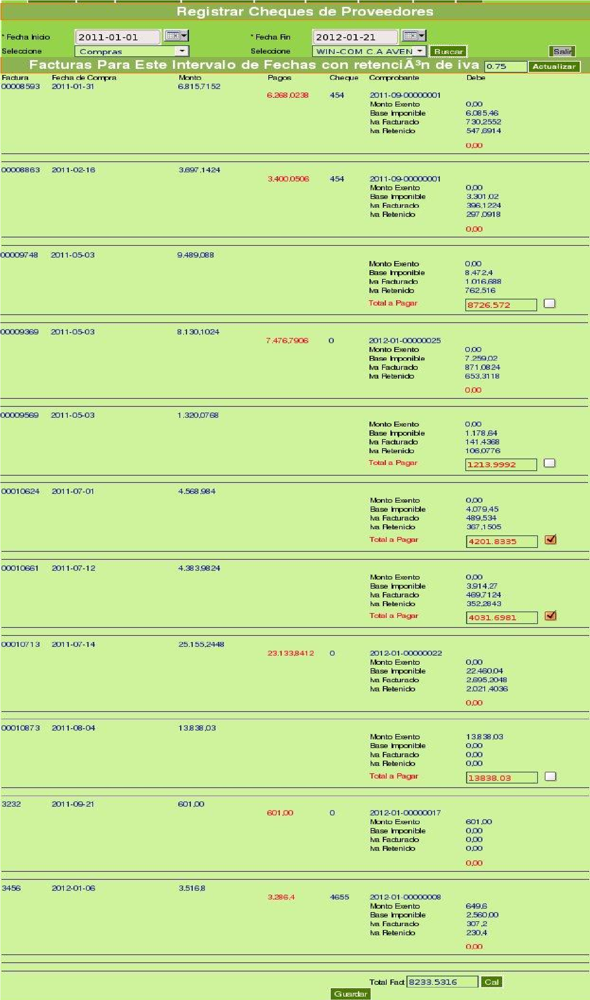 Registrar Cheques de Proveedores
* Fecha Inicio 2011-01-01 * Fecha Fin 2012-01-21
Seleccione Compras Seleccione WIN-COM C.A AVEN Buscar Salir
Facturas Para Este Intervalo de Fechas con retenciÃ³n de iva 0.75 Actualizar
Factura Fecha de Compra Monto Pagos Cheque Comprobante Debe
00008593 2011-01-31 6.815,7152
6.268,0238 454 2011-09-00000001
Monto Exento 0,00
Base Imponible 6.085,46
Iva Facturado 730,2552
Iva Retenido 547,6914
0,00
00008863 2011-02-16 3.697,1424
3.400,0506 454 2011-09-00000001
Monto Exento 0,00
Base Imponible 3.301,02
Iva Facturado 396,1224
Iva Retenido 297,0918
0,00
00009748 2011-05-03 9.489,088
Monto Exento 0,00
Base Imponible 8.472,4
Iva Facturado 1.016,688
Iva Retenido 762,516
Total a Pagar 8726.572
00009369 2011-05-03 8.130,1024
7.476,7906 0 2012-01-00000025
Monto Exento 0,00
Base Imponible 7.259,02
Iva Facturado 871,0824
Iva Retenido 653,3118
0,00
00009569 2011-05-03 1.320,0768
Monto Exento 0,00
Base Imponible 1.178,64
Iva Facturado 141,4368
Iva Retenido 106,0776
Total a Pagar 1213.9992
00010624 2011-07-01 4.568,984
Monto Exento 0,00
Base Imponible 4.079,45
Iva Facturado 489,534
Iva Retenido 367,1505
Total a Pagar 4201.8335
00010661 2011-07-12 4.383,9824
Monto Exento 0,00
Base Imponible 3.914,27
Iva Facturado 469,7124
Iva Retenido 352,2843
Total a Pagar 4031.6981
00010713 2011-07-14 25.155,2448
23.133,8412 0 2012-01-00000022
Monto Exento 0,00
Base Imponible 22.460,04
Iva Facturado 2.695,2048
Iva Retenido 2.021,4036
0,00
00010873 2011-08-04 13.838,03
Monto Exento 13.838,03
Base Imponible 0,00
Iva Facturado 0,00
Iva Retenido 0,00
Total a Pagar 13838.03
3232 2011-09-21 601,00
601,00 0 2012-01-00000017
Monto Exento 601,00
Base Imponible 0,00
Iva Facturado 0,00
Iva Retenido 0,00
0,00
3456 2012-01-06 3.516,8
3.286,4 4655 2012-01-00000008
Monto Exento 649,6
Base Imponible 2.560,00
Iva Facturado 307,2
Iva Retenido 230,4
0,00
Total Fact 8233.5316 Cal
Guardar